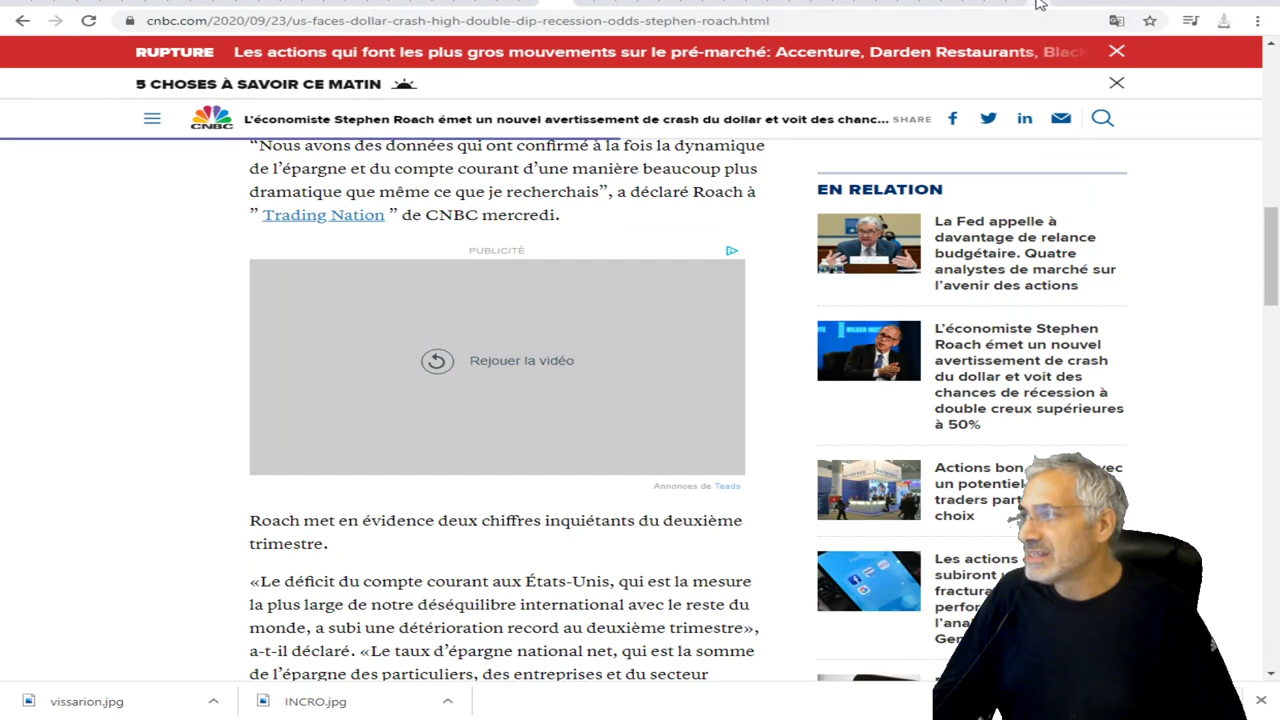 cnbc.com/2020/09/23/us-faces-dollar-crash-high-double-dip-recession-odds-stephen-roach.html
RUPTURE Les actions qui font les plus gros mouvements sur le pré-marché: Accenture, Darden Restaurants,
5 CHOSES À SAVOIR CE MATIN
CNBC L'économiste Stephen Roach émet un nouvel avertissement de crash du dollar et voit des chanc... SHARE
“Nous avons des données qui ont confirmé à la fois la dynamique
de l’épargne et du compte courant d’une manière beaucoup plus
dramatique que même ce que je recherchais”, a déclaré Roach à
” Trading Nation ” de CNBC mercredi.
PUBLICITÉ
Rejouer la vidéo
Annonces de Teads
Roach met en évidence deux chiffres inquiétants du deuxième
trimestre.
«Le déficit du compte courant aux États-Unis, qui est la mesure
la plus large de notre déséquilibre international avec le reste du
monde, a subi une détérioration record au deuxième trimestre»,
a-t-il déclaré. «Le taux d’épargne national net, qui est la somme
de l’épargne des particuliers, des entreprises et du secteur
EN RELATION
La Fed appelle à
davantage de relance
budgétaire. Quatre
analystes de marché sur
l’avenir des actions
L’économiste Stephen
Roach émet un nouvel
avertissement de crash
du dollar et voit des
chances de récession à
double creux supérieures
à 50%
Actions bon
un potentiel
traders part
choix
Les actions
subiront
fractura
perfor
l’ana
Ger
vissarion.jpg
INCRO.jpg